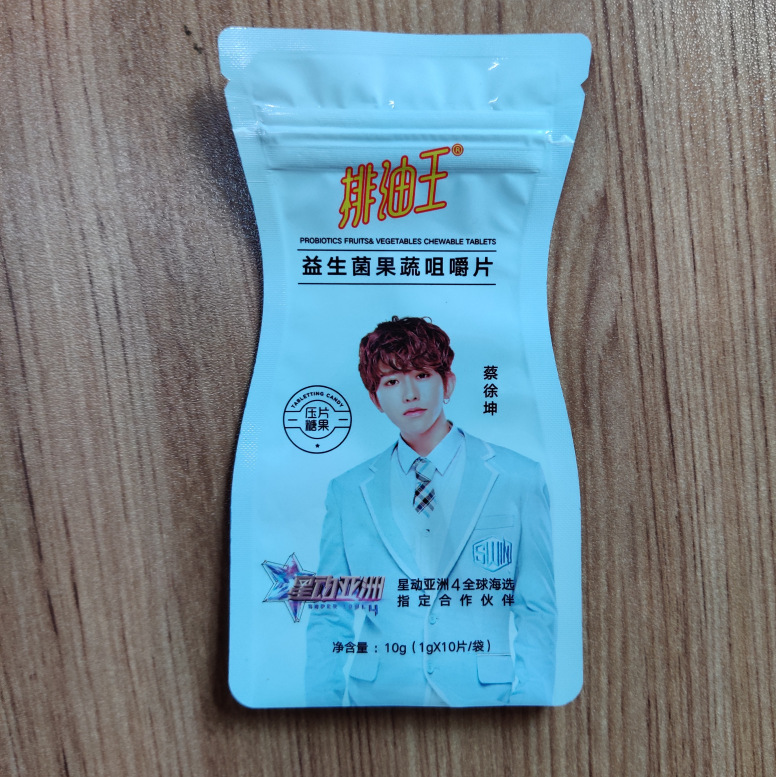 排油王®
PROBIOTICS FRUITS& VEGETABLES CHEWABLE TABLETS
益生菌果蔬咀嚼片
蔡徐坤
TABLETTING CANDY
压片
糖果
SWIN
星动亚洲
星动亚洲4全球海选
指定合作伙伴
净含量：10g（1gX10片/袋）